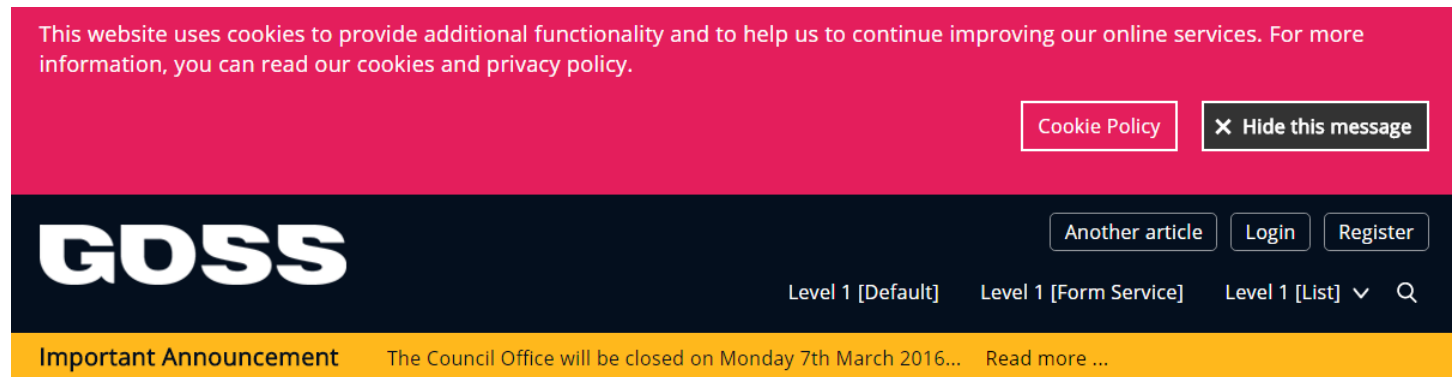 This website uses cookies to provide additional functionality and to help us to continue improving our online services. For more
information, you can read our cookies and privacy policy.
Cookie Policy
Hide this message
GOSS
Another article
Login
Register
Level 1 [Default]
Level 1 [Form Service]
Level 1 [List]
Important Announcement
The Council Office will be closed on Monday 7th March 2016...
Read more ...